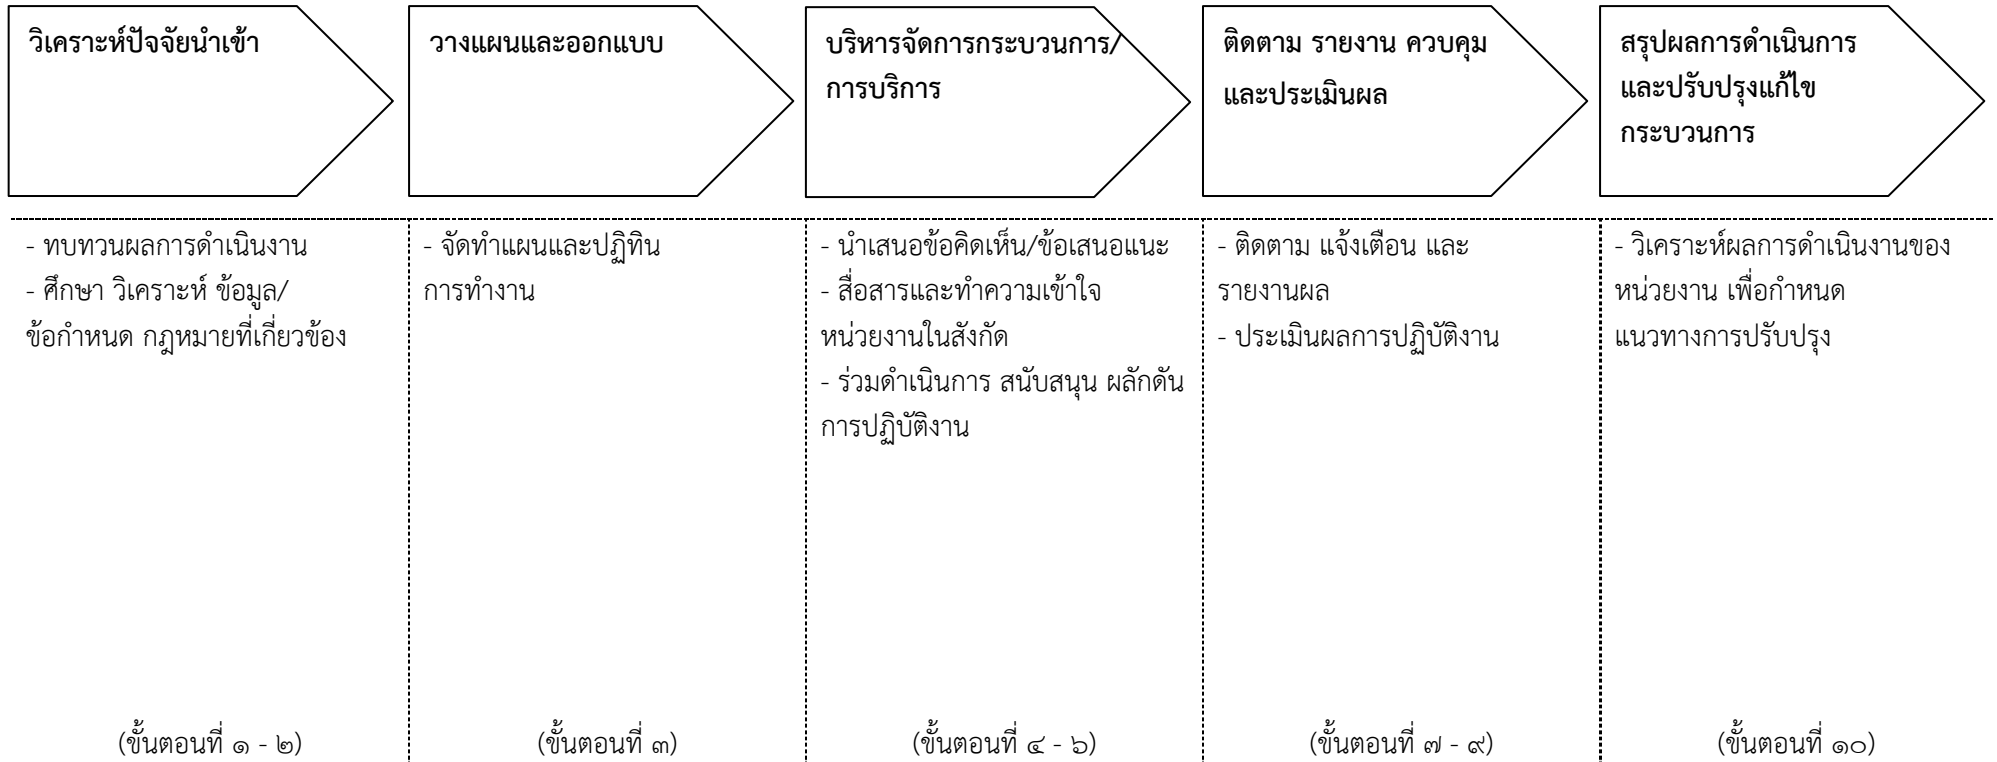 วิเคราะห์ปัจจัยนำเข้า
วางแผนและออกแบบ
บริหารจัดการกระบวนการ/
การบริการ
ติดตาม รายงาน ควบคุม
และประเมินผล
สรุปผลการดำเนินการ
และปรับปรุงแก้ไข
กระบวนการ
- ทบทวนผลการดำเนินงาน
- ศึกษา วิเคราะห์ ข้อมูล/
ข้อกำหนด กฎหมายที่เกี่ยวข้อง
(ขั้นตอนที่ ๑ - ๒)
- จัดทำแผนและปฏิทิน
การทำงาน
(ขั้นตอนที่ ๓)
- นำเสนอข้อคิดเห็น/ข้อเสนอแนะ
- สื่อสารและทำความเข้าใจ
หน่วยงานในสังกัด
- ร่วมดำเนินการ สนับสนุน ผลักดัน
การปฏิบัติงาน
(ขั้นตอนที่ ๔ - ๖)
- ติดตาม แจ้งเตือน และ
รายงานผล
- ประเมินผลการปฏิบัติงาน
(ขั้นตอนที่ ๗ - ๙)
- วิเคราะห์ผลการดำเนินงานของ
หน่วยงาน เพื่อกำหนด
แนวทางการปรับปรุง
(ขั้นตอนที่ ๑๐)